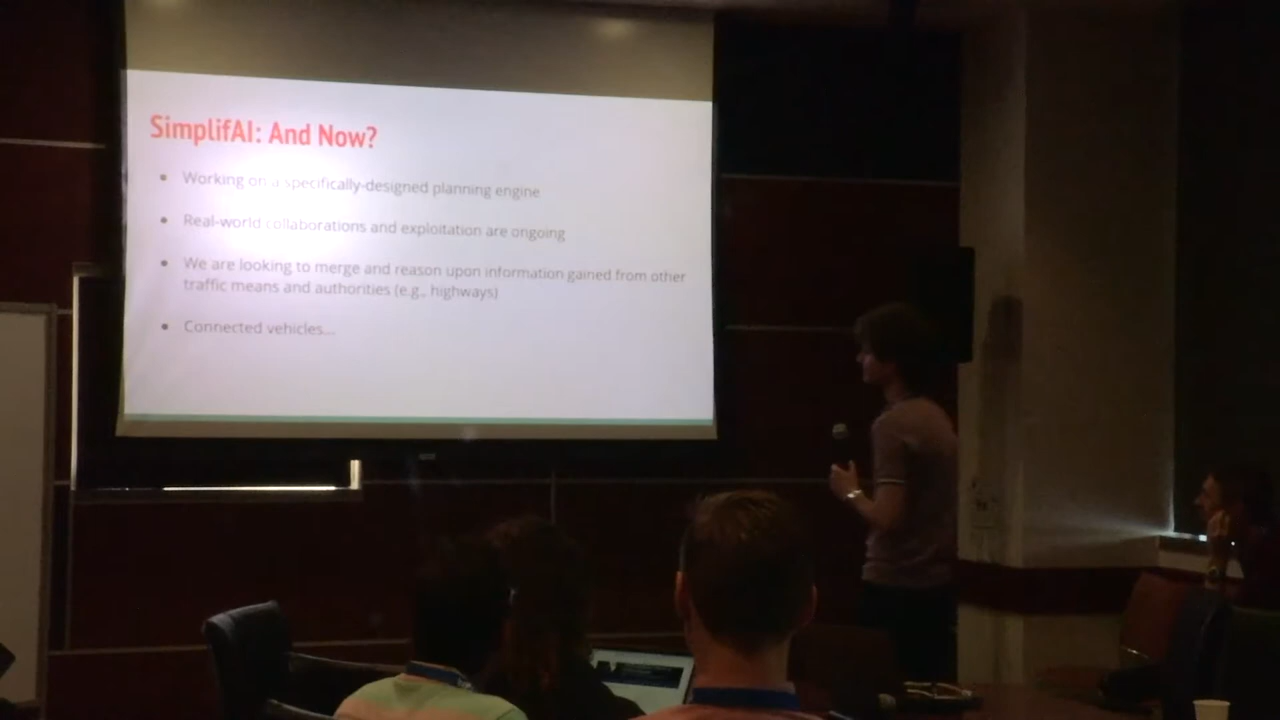 SimplifAI: And Now?
• Working on a specifically-designed planning engine
• Real-world collaborations and exploitation are ongoing
• We are looking to merge and reason upon information gained from other
traffic means and authorities (e.g., highways)
• Connected vehicles...